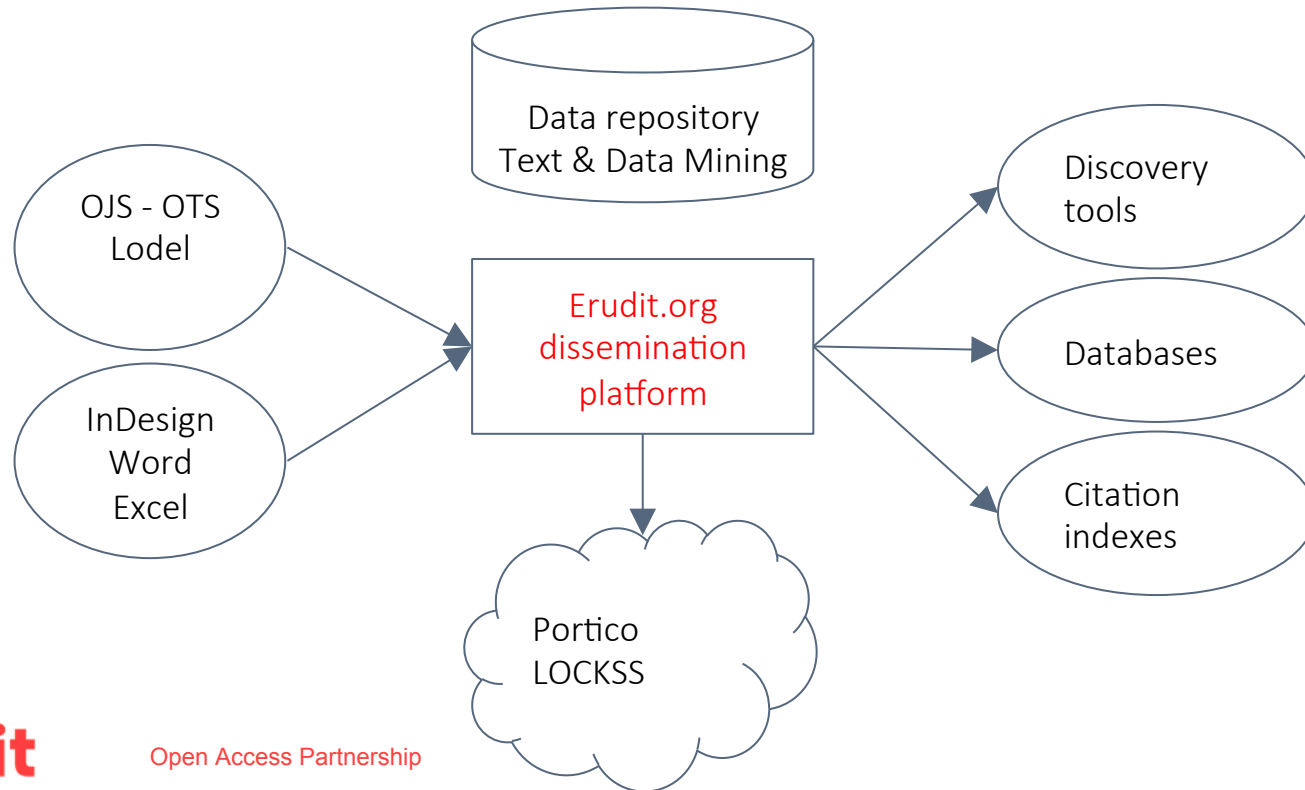 Data repository
Text & Data Mining
OJS - OTS
Lodel
InDesign
Word
Excel
Erudit.org
dissemination
platform
Discovery
tools
Databases
Citation
indexes
Portico
LOCKSS
it
Open Access Partnership